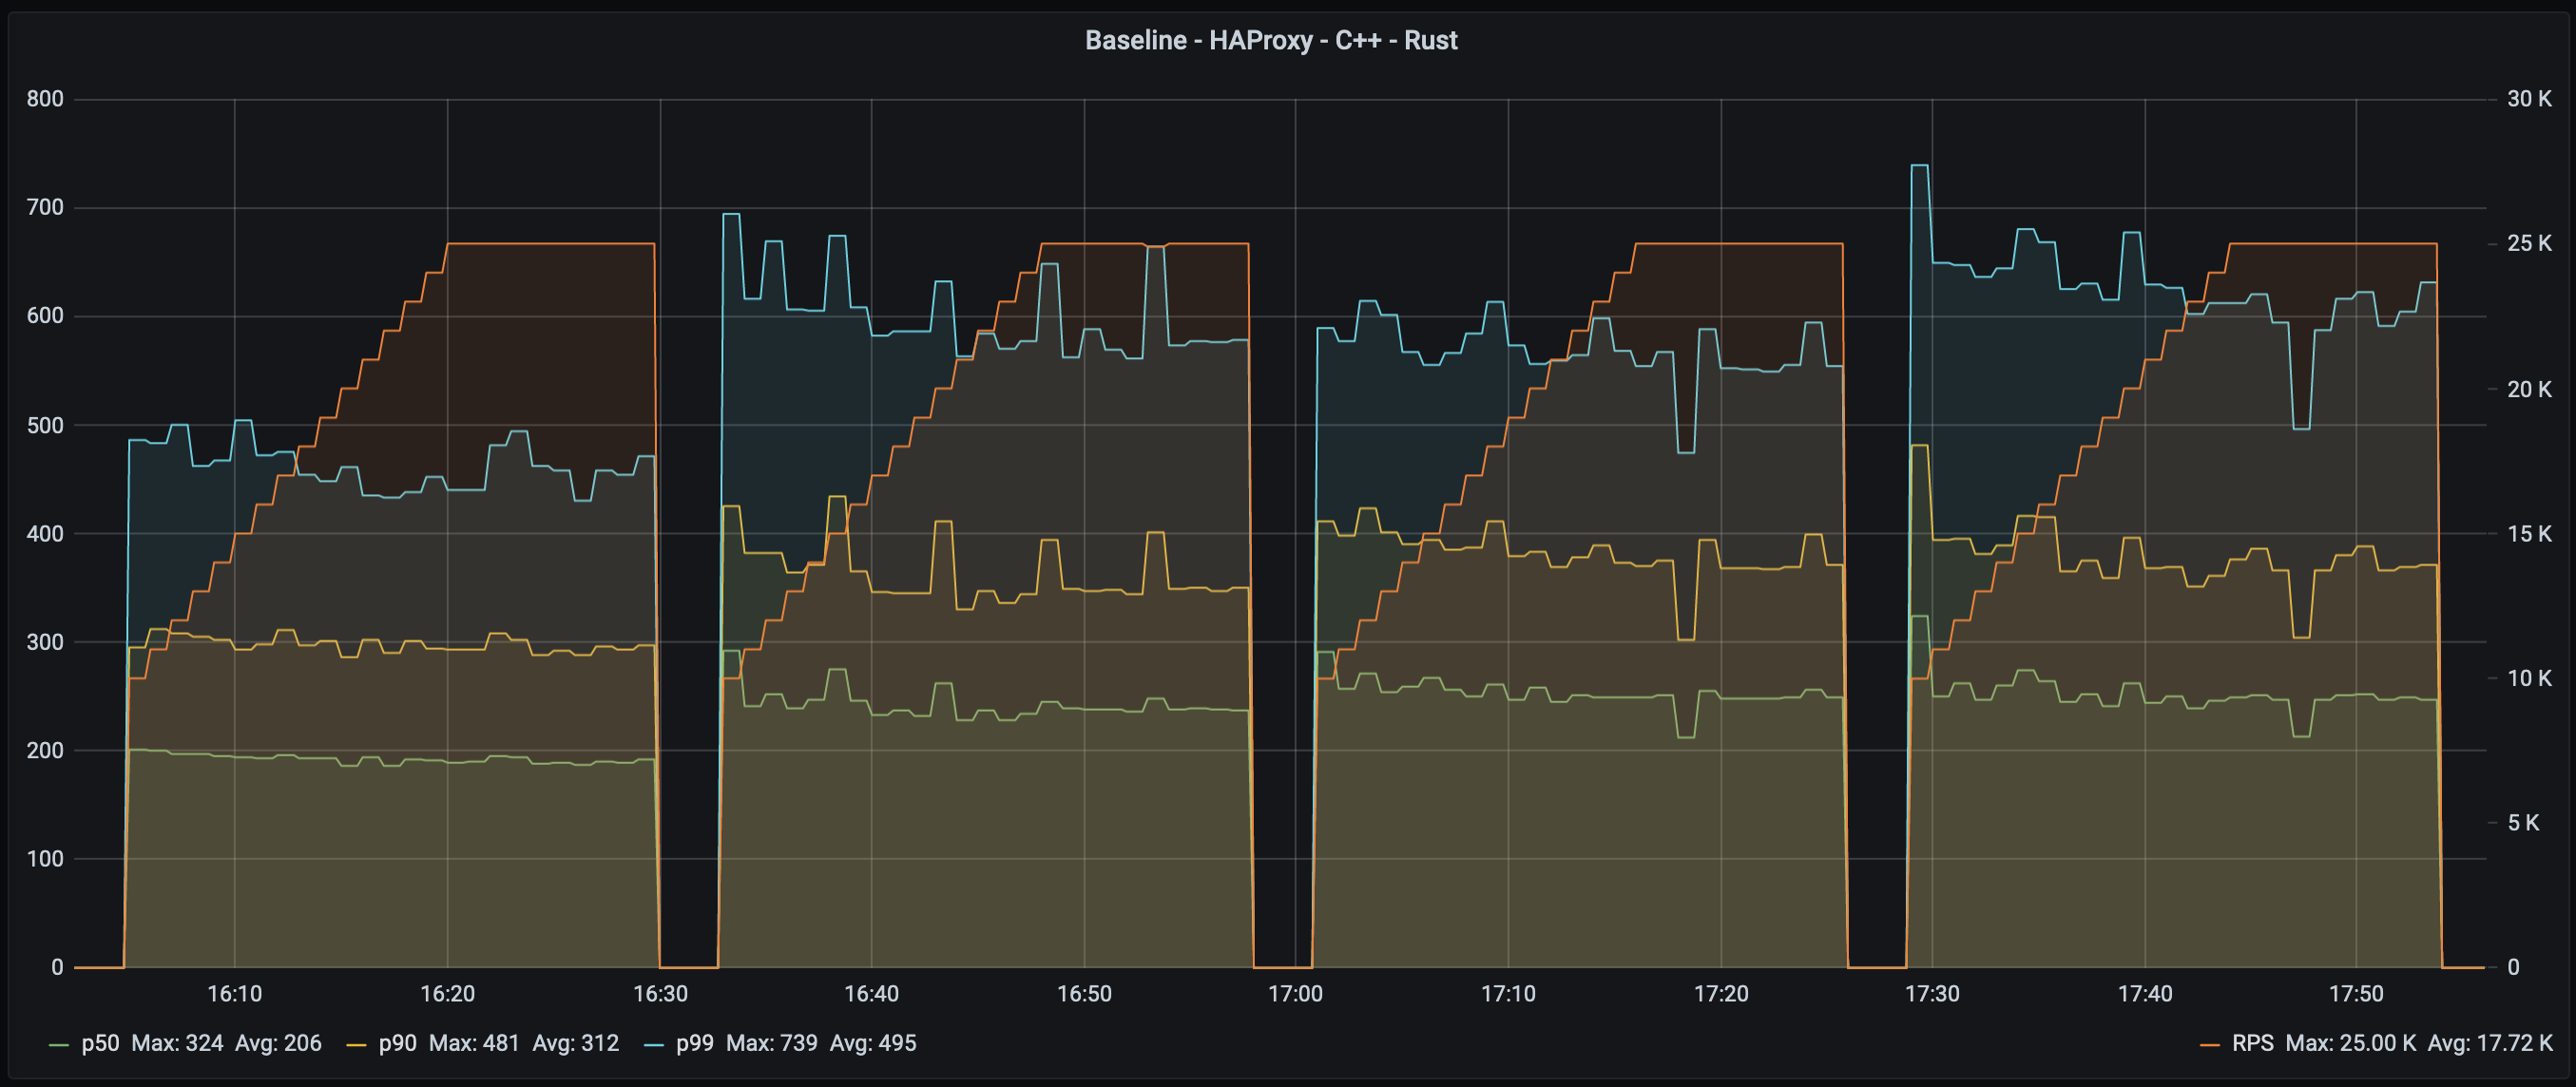 Baseline - HAProxy - C++ - Rust
800 30 K
700
600 25 K
500 20 K
400 15 K
300 10 K
200
100 5 K
0 0
16:10 16:20 16:30 16:40 16:50 17:00 17:10 17:20 17:30 17:40 17:50
p50 Max: 324 Avg: 206 p90 Max: 481 Avg: 312 p99 Max: 739 Avg: 495 RPS Max: 25.00 K Avg: 17.72 K